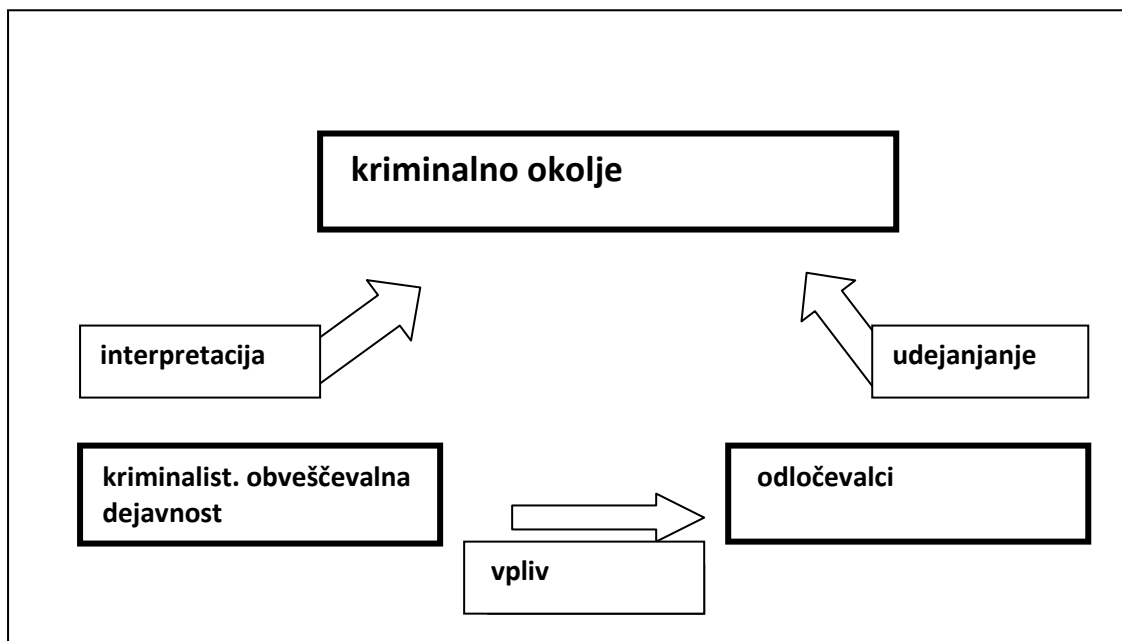 kriminalno okolje
interpretacija
udejanjanje
kriminalist. obveščevalna
dejavnost
odločevalci
vpliv